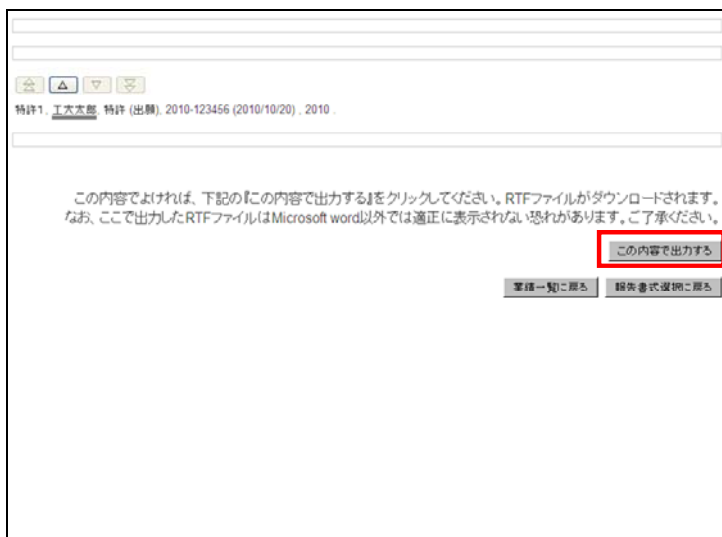 特許1, 工大太郎, 特許 (出願), 2010-123456 (2010/10/20) , 2010 .
この内容でよければ、下記の『この内容で出力する』をクリックしてください。RTFファイルがダウンロードされます。
なお、ここで出力したRTFファイルはMicrosoft word以外では適正に表示されない恐れがあります。ご了承ください。
この内容で出力する
業績一覧に戻る 報告書式選択に戻る